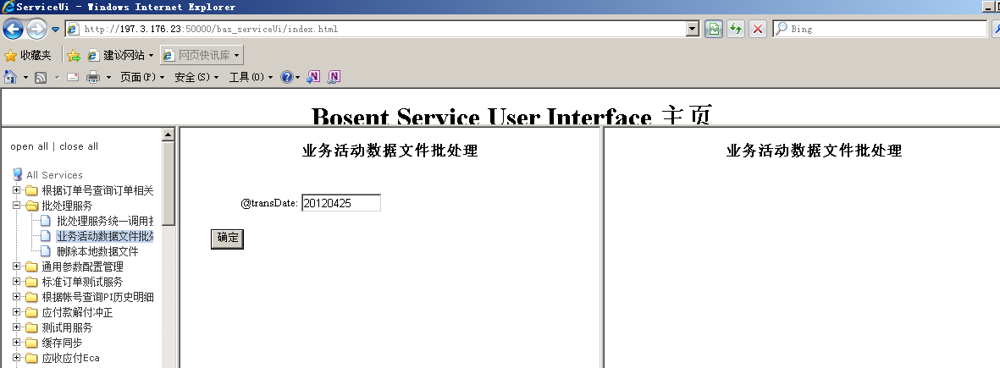 ServiceUi - Windows Internet Explorer
http://197.3.176.23:50000/bas_serviceUi/index.html
Bing
收藏夹
建议网站
网页快讯库
页面(P)
安全(S)
工具(O)
Bosent Service User Interface 主页
open all | close all
All Services
根据订单号查询订单相关
批处理服务
批处理服务统一调用
业务活动数据文件批
删除本地数据文件
通用参数配置管理
标准订单测试服务
根据帐号查询PI历史明细
应付款解付冲正
测试用服务
缓存同步
应收应付Eca
业务活动数据文件批处理
@transDate: 20120425
确定
业务活动数据文件批处理